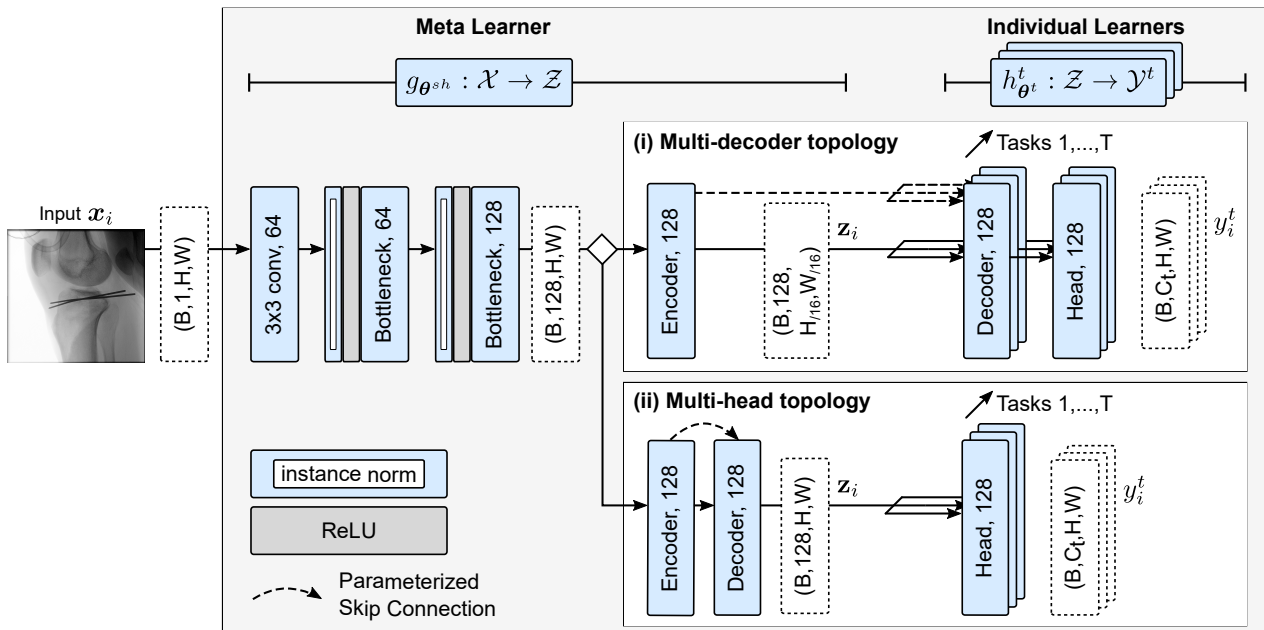 Meta Learner
Individual Learners
g_{θ^{sh}} : 𝒳 → 𝒵
h^t_{θ^t} : 𝒵 → 𝒴^t
(i) Multi-decoder topology
Tasks 1,...,T
Input x_i
(B,1,H,W)
3x3 conv, 64
Bottleneck, 64
Bottleneck, 128
(B,128,H,W)
Encoder, 128
(B,128,
H/16,W/16)
z_i
Decoder, 128
Head, 128
(B,C_t,H,W)
y_i^t
(ii) Multi-head topology
Tasks 1,...,T
Encoder, 128
Decoder, 128
(B,128,H,W)
z_i
Head, 128
(B,C_t,H,W)
y_i^t
instance norm
ReLU
Parameterized
Skip Connection